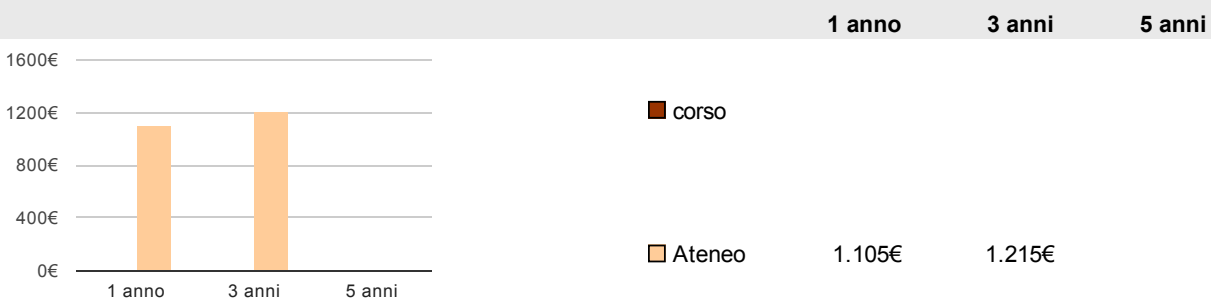 1 anno 3 anni 5 anni
1600€
1200€
800€
400€
0€
1 anno 3 anni 5 anni
corso
Ateneo 1.105€ 1.215€